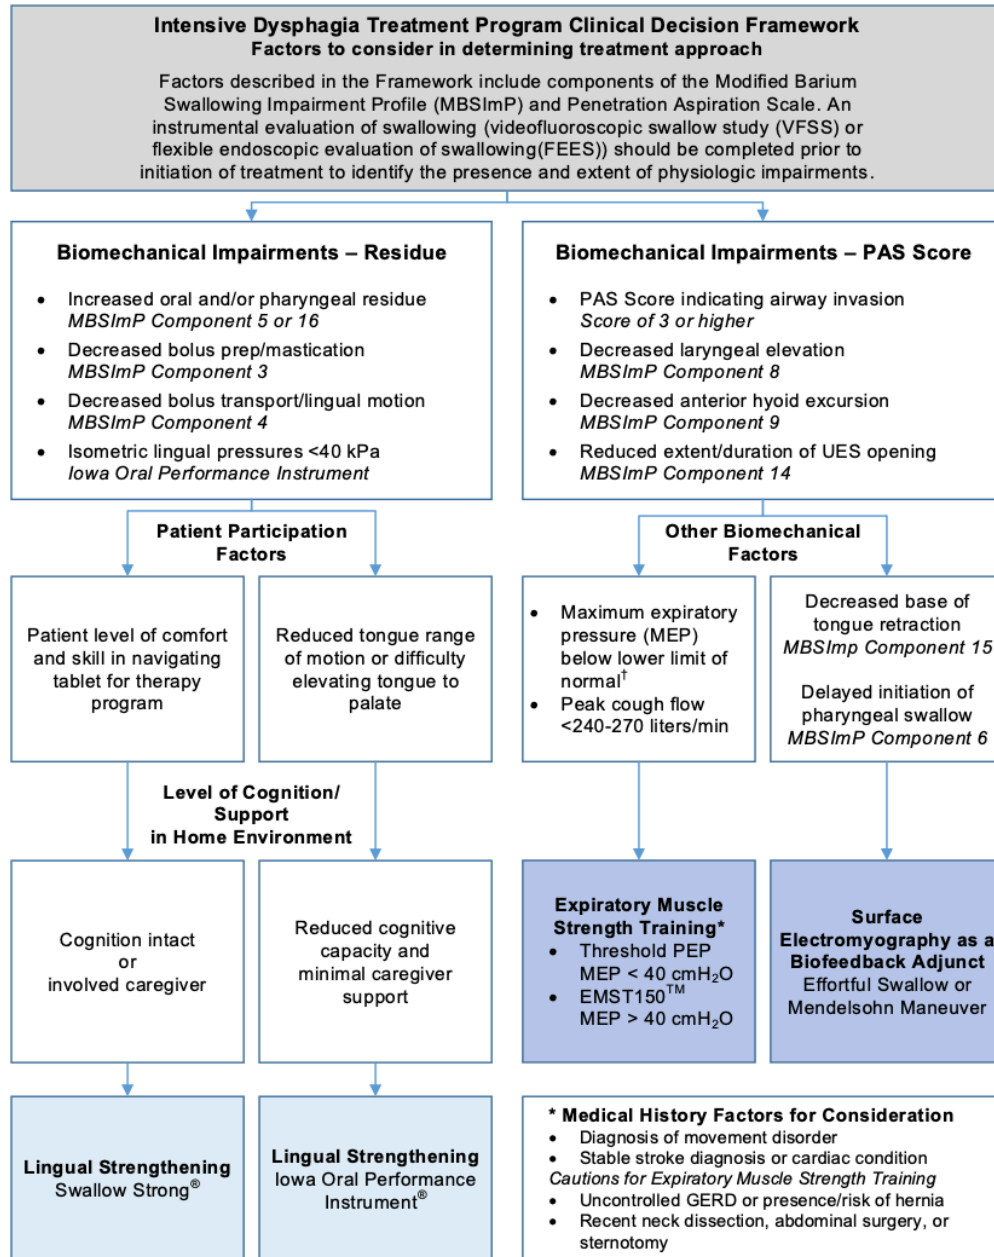 Intensive Dysphagia Treatment Program Clinical Decision Framework
Factors to consider in determining treatment approach
Factors described in the Framework include components of the Modified Barium
Swallowing Impairment Profile (MBSImP) and Penetration Aspiration Scale. An
instrumental evaluation of swallowing (videofluoroscopic swallow study (VFSS) or
flexible endoscopic evaluation of swallowing(FEES)) should be completed prior to
initiation of treatment to identify the presence and extent of physiologic impairments.
Biomechanical Impairments – Residue
• Increased oral and/or pharyngeal residue
MBSImP Component 5 or 16
• Decreased bolus prep/mastication
MBSImP Component 3
• Decreased bolus transport/lingual motion
MBSImP Component 4
• Isometric lingual pressures <40 kPa
Iowa Oral Performance Instrument
Biomechanical Impairments – PAS Score
• PAS Score indicating airway invasion
Score of 3 or higher
• Decreased laryngeal elevation
MBSImP Component 8
• Decreased anterior hyoid excursion
MBSImP Component 9
• Reduced extent/duration of UES opening
MBSImP Component 14
Patient Participation
Factors
Other Biomechanical
Factors
Patient level of comfort
and skill in navigating
tablet for therapy
program
Reduced tongue range
of motion or difficulty
elevating tongue to
palate
• Maximum expiratory
pressure (MEP)
below lower limit of
normal†
• Peak cough flow
<240-270 liters/min
Decreased base of
tongue retraction
MBSImp Component 15
Delayed initiation of
pharyngeal swallow
MBSImP Component 6
Level of Cognition/
Support
in Home Environment
Cognition intact
or
involved caregiver
Reduced cognitive
capacity and
minimal caregiver
support
Expiratory Muscle
Strength Training*
• Threshold PEP
MEP < 40 cmH₂O
• EMST150™
MEP > 40 cmH₂O
Surface
Electromyography as a
Biofeedback Adjunct
Effortful Swallow or
Mendelsohn Maneuver
Lingual Strengthening
Swallow Strong®
Lingual Strengthening
Iowa Oral Performance
Instrument®
* Medical History Factors for Consideration
• Diagnosis of movement disorder
• Stable stroke diagnosis or cardiac condition
Cautions for Expiratory Muscle Strength Training
• Uncontrolled GERD or presence/risk of hernia
• Recent neck dissection, abdominal surgery, or
sternotomy